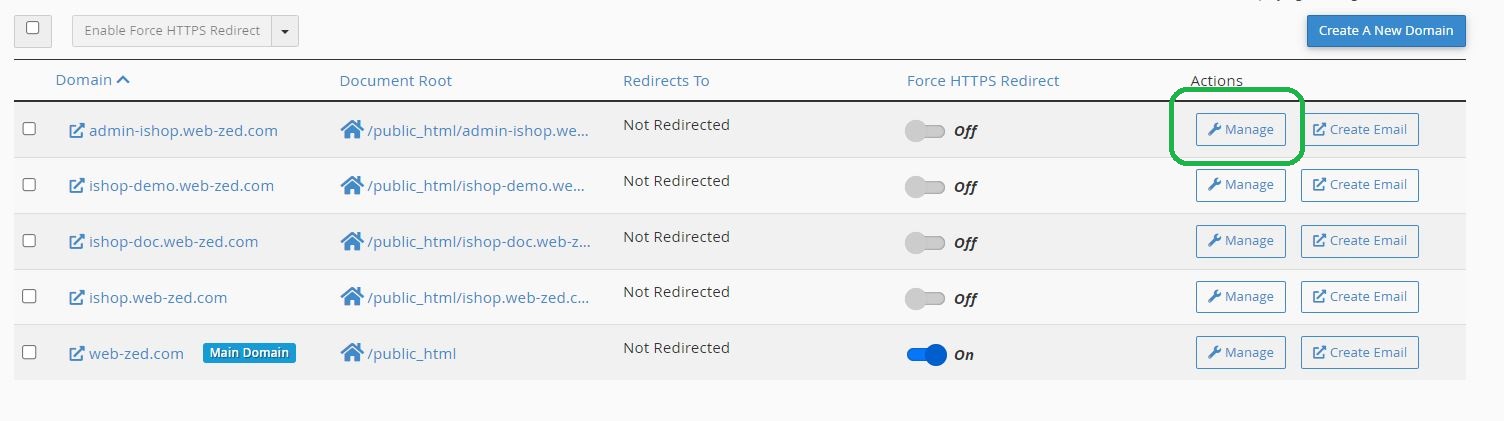 Enable Force HTTPS Redirect
Create A New Domain
Domain Document Root Redirects To Force HTTPS Redirect Actions
admin-ishop.web-zed.com /public_html/admin-ishop.we... Not Redirected Off Manage Create Email
ishop-demo.web-zed.com /public_html/ishop-demo.we... Not Redirected Off Manage Create Email
ishop-doc.web-zed.com /public_html/ishop-doc.web-z... Not Redirected Off Manage Create Email
ishop.web-zed.com /public_html/ishop.web-zed.c... Not Redirected Off Manage Create Email
web-zed.com Main Domain /public_html Not Redirected On Manage Create Email